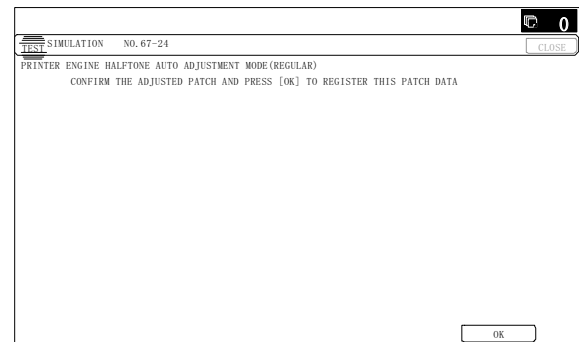 0
TEST SIMULATION NO. 67-24
CLOSE
PRINTER ENGINE HALFTONE AUTO ADJUSTMENT MODE(REGULAR)
CONFIRM THE ADJUSTED PATCH AND PRESS [OK] TO REGISTER THIS PATCH DATA
OK